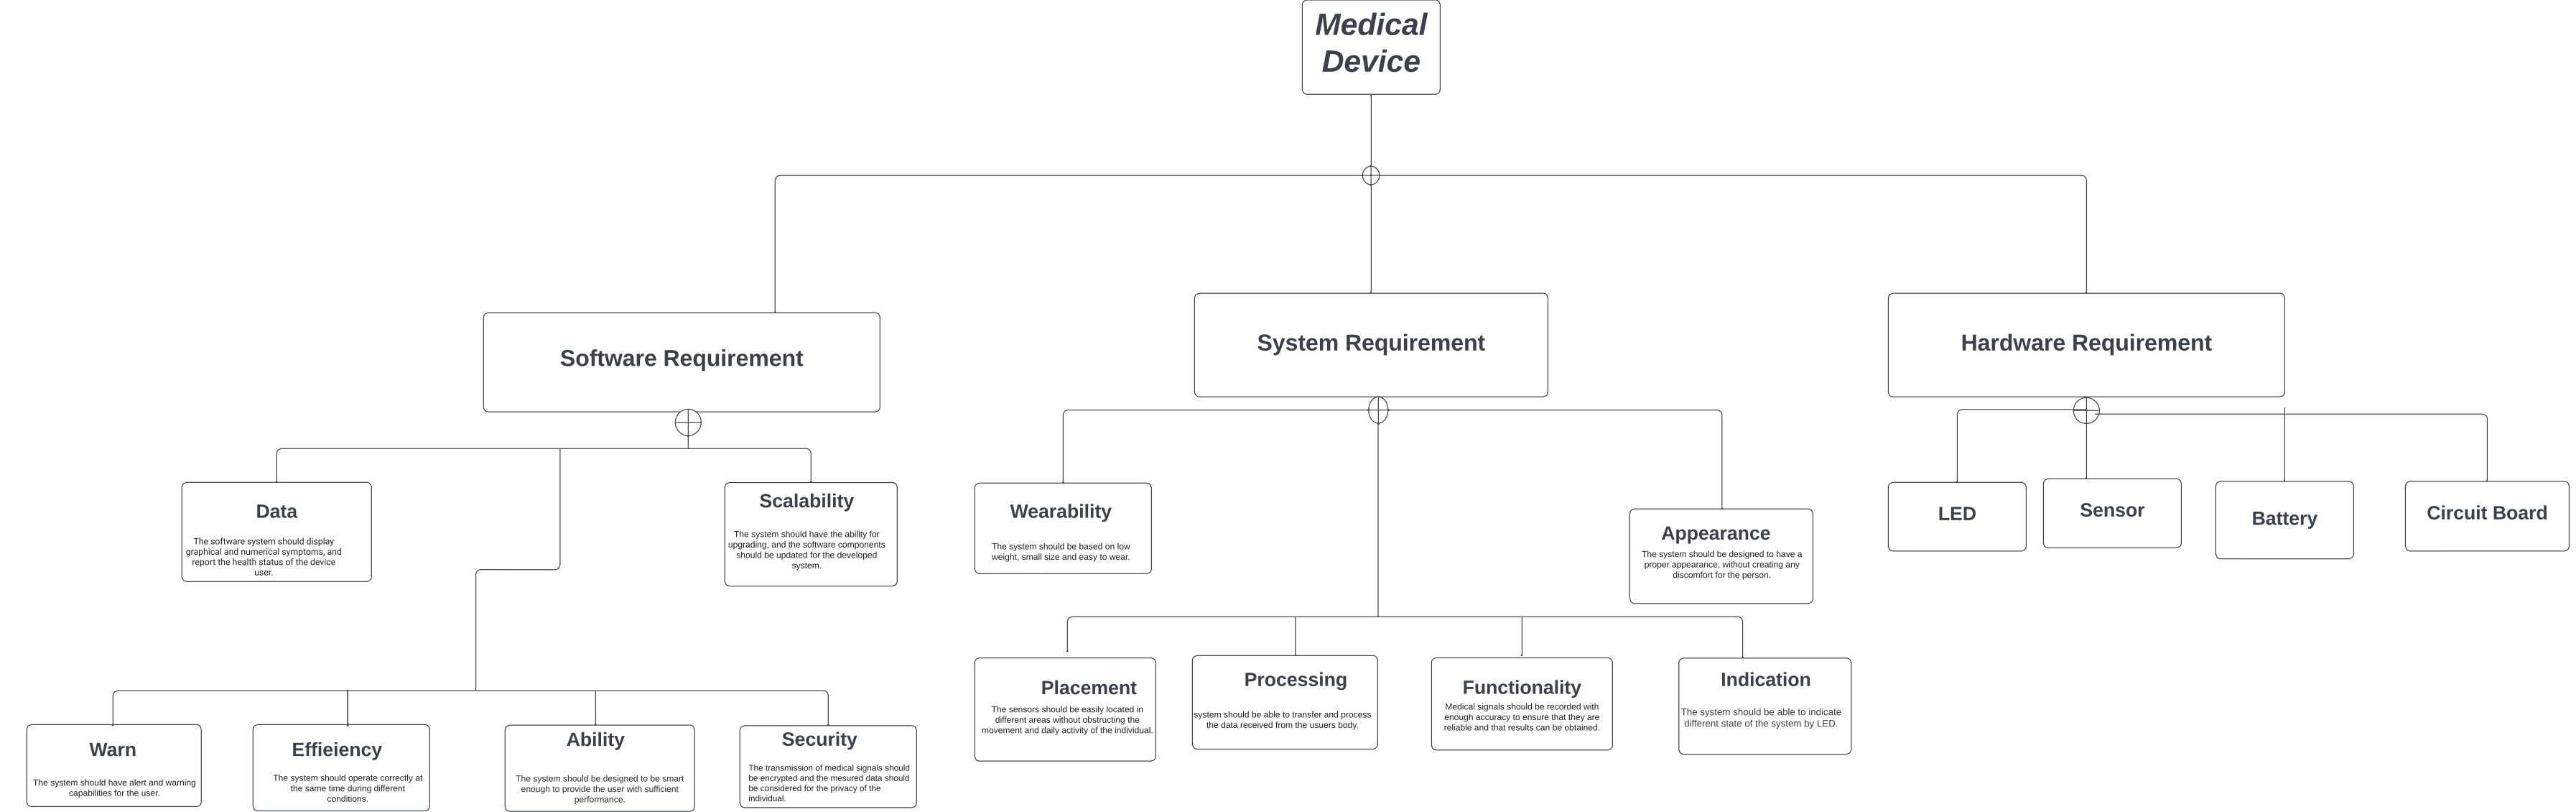 Medical
Device
Software Requirement
System Requirement
Hardware Requirement
Data
The software system should display
graphical and numerical symptoms, and
report the health status of the device
user.
Scalability
The system should have the ability for
upgrading, and the software components
should be updated for the developed
system.
Wearability
The system should be based on low
weight, small size and easy to wear.
Appearance
The system should be designed to have a
proper appearance, without creating any
discomfort for the person.
LED
Sensor
Battery
Circuit Board
Placement
The sensors should be easily located in
different areas without obstructing the
movement and daily activity of the individual.
Processing
system should be able to transfer and process
the data received from the usuers body.
Functionality
Medical signals should be recorded with
enough accuracy to ensure that they are
reliable and that results can be obtained.
Indication
The system should be able to indicate
different state of the system by LED.
Warn
The system should have alert and warning
capabilities for the user.
Effieiency
The system should operate correctly at
the same time during different
conditions.
Ability
The system should be designed to be smart
enough to provide the user with sufficient
performance.
Security
The transmission of medical signals should
be encrypted and the mesured data should
be considered for the privacy of the
individual.